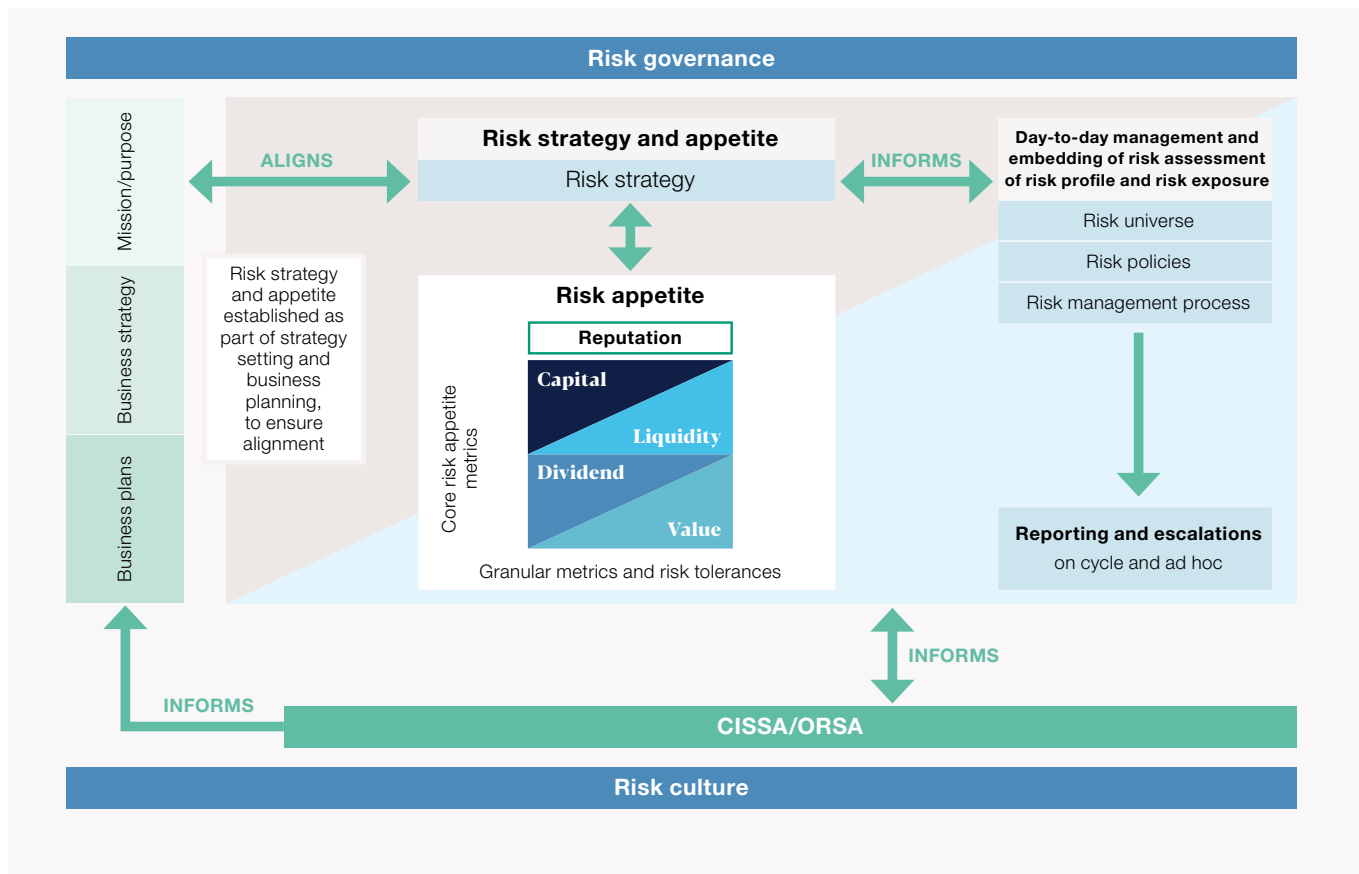 Risk governance
Mission/purpose
Business strategy
Business plans
ALIGNS
Risk strategy
and appetite
established as
part of strategy
setting and
business
planning,
to ensure
alignment
Risk strategy and appetite
Risk strategy
Risk appetite
Reputation
Capital
Liquidity
Dividend
Value
Core risk appetite
metrics
Granular metrics and risk tolerances
INFORMS
Day-to-day management and
embedding of risk assessment
of risk profile and risk exposure
Risk universe
Risk policies
Risk management process
Reporting and escalations
on cycle and ad hoc
INFORMS
INFORMS
CISSA/ORSA
Risk culture